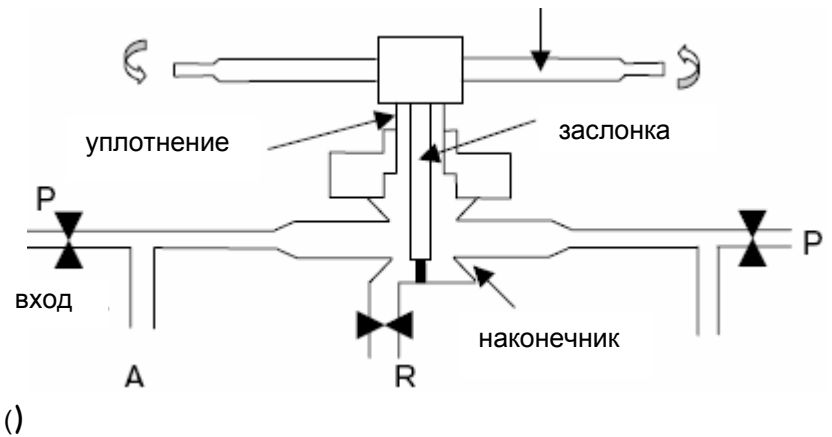 уплотнение
заслонка
P
P
вход
наконечник
A
R
()